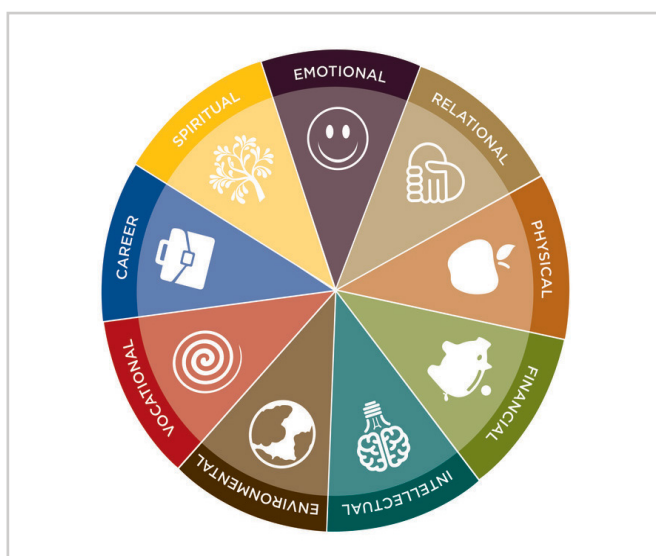 EMOTIONAL
RELATIONAL
PHYSICAL
FINANCIAL
INTELLECTUAL
ENVIRONMENTAL
VOCATIONAL
CAREER
SPIRITUAL